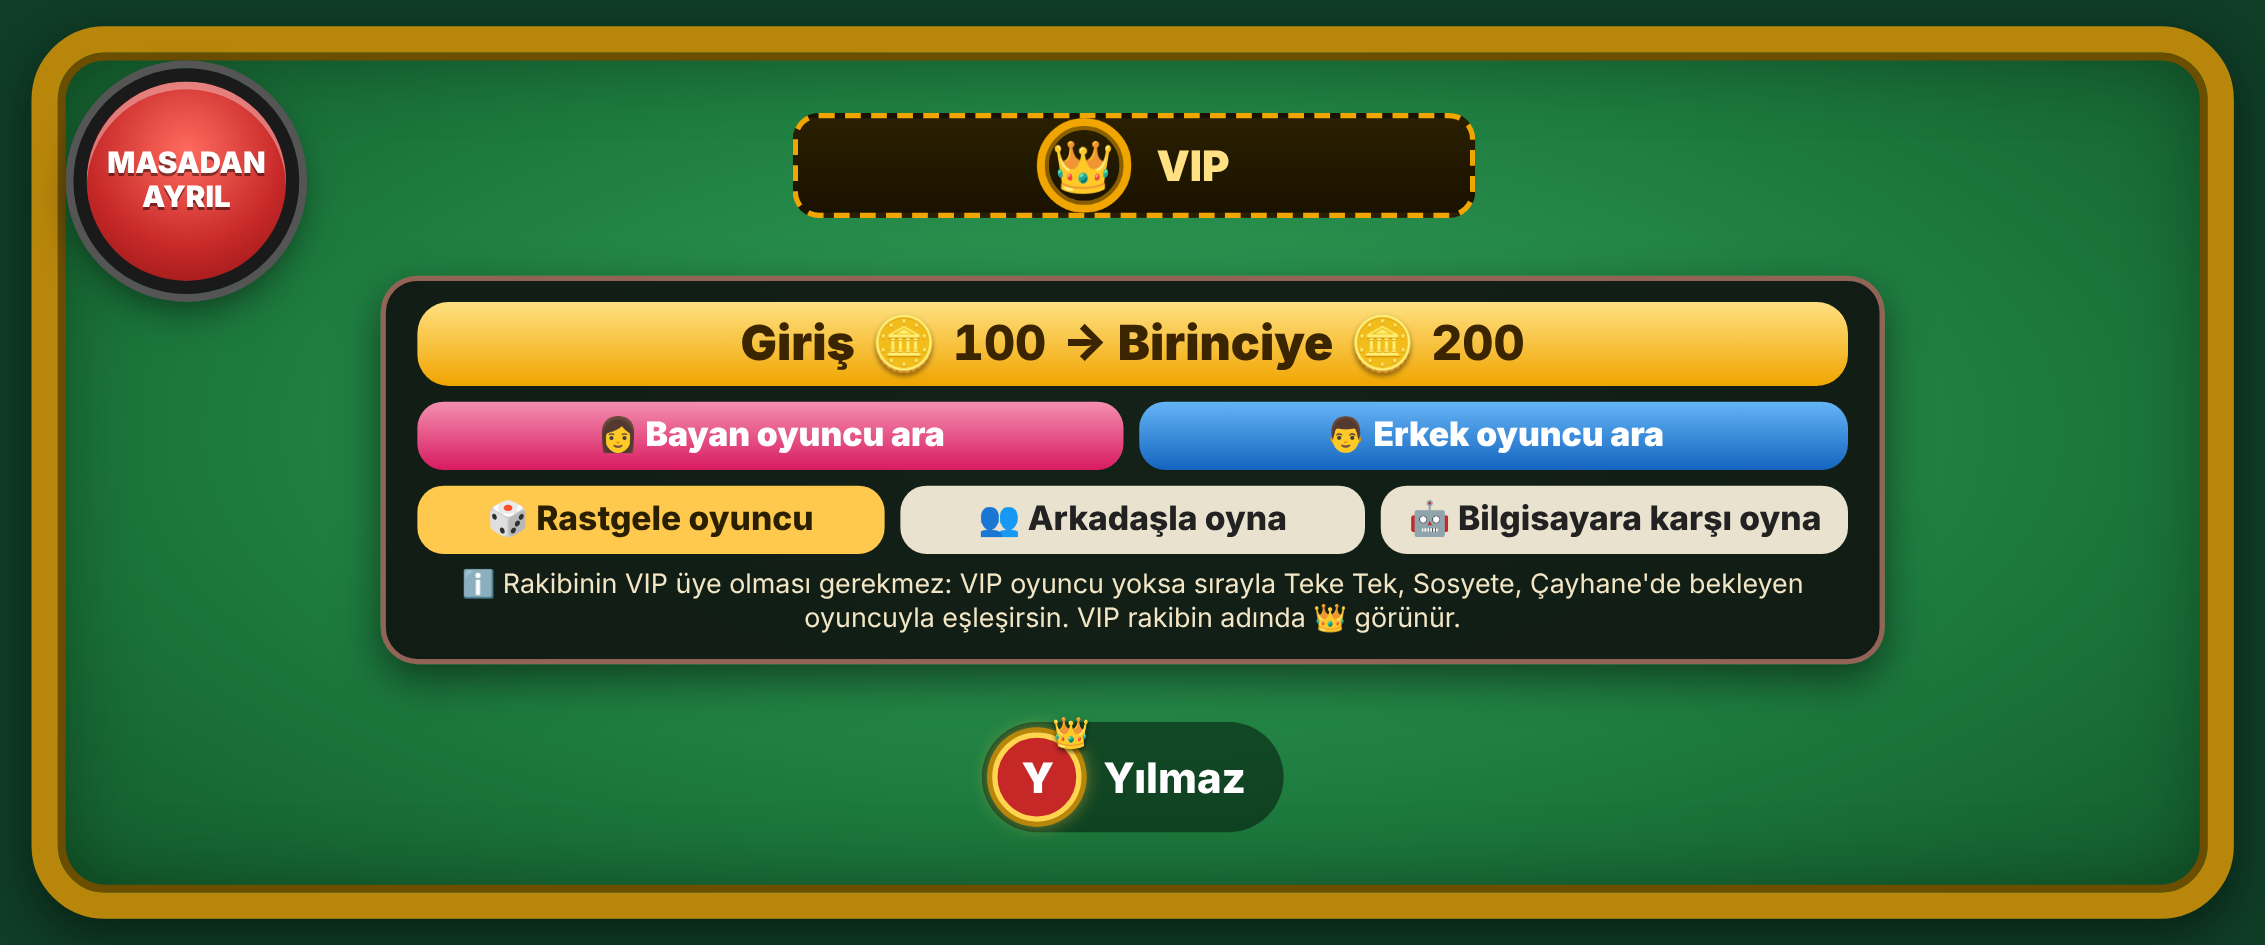 MASADAN
AYRIL
VIP
Giriş 100 → Birinciye 200
Bayan oyuncu ara
Erkek oyuncu ara
Rastgele oyuncu
Arkadaşla oyna
Bilgisayara karşı oyna
Rakibinin VIP üye olması gerekmez: VIP oyuncu yoksa sırayla Teke Tek, Sosyete, Çayhane'de bekleyen
oyuncuyla eşleşirsin. VIP rakibin adında 👑 görünür.
Y
Yılmaz